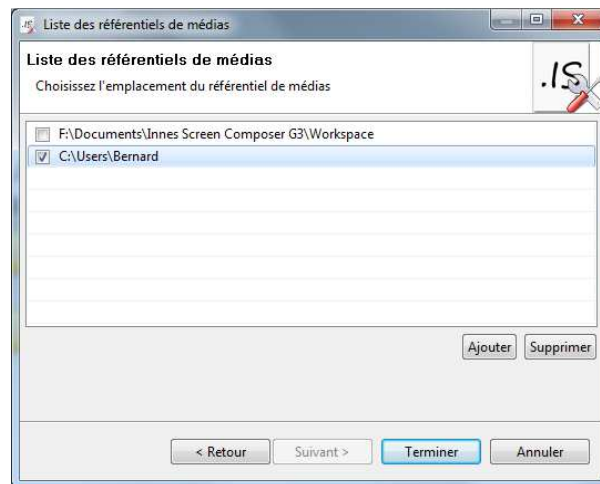 Liste des référentiels de médias
Liste des référentiels de médias
Choisissez l'emplacement du référentiel de médias
.IS
F:\Documents\Innes Screen Composer G3\Workspace
C:\Users\Bernard
Ajouter Supprimer
< Retour Suivant > Terminer Annuler